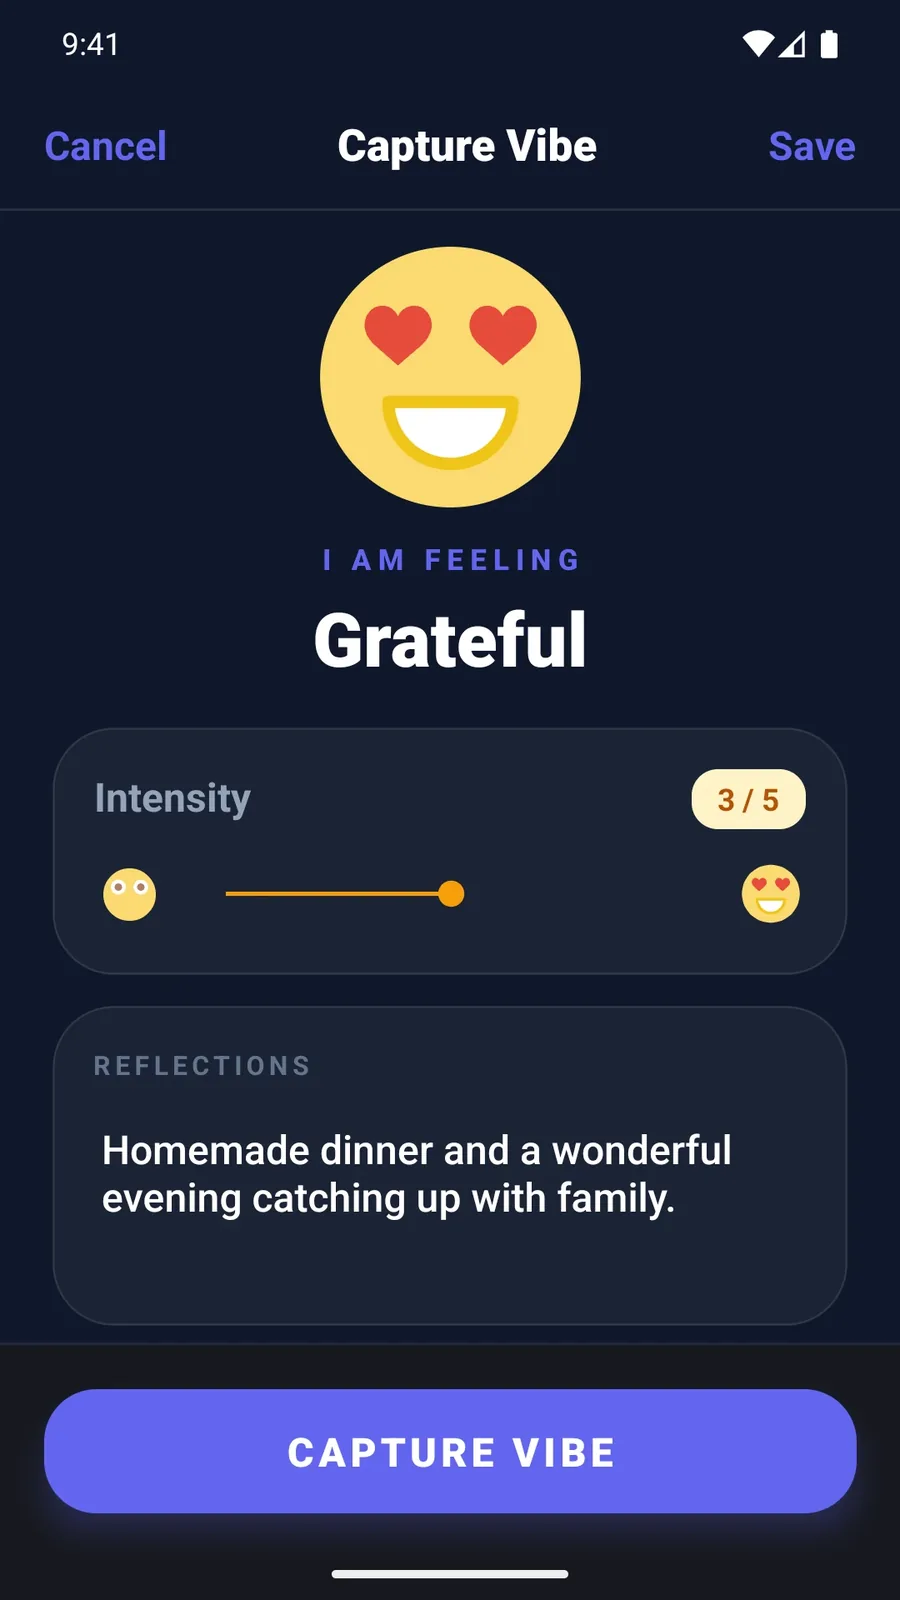 9:41
Cancel
Capture Vibe
Save
I AM FEELING
Grateful
Intensity
3 / 5
REFLECTIONS
Homemade dinner and a wonderful
evening catching up with family.
CAPTURE VIBE